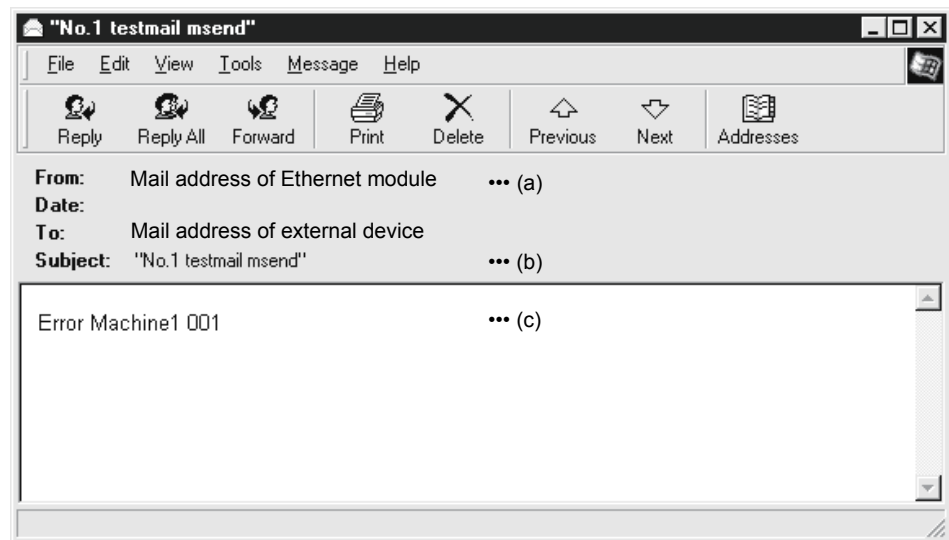 "No.1 testmail msend"
File Edit View Tools Message Help
Reply Reply All Forward Print Delete Previous Next Addresses
From: Mail address of Ethernet module ••• (a)
Date:
To: Mail address of external device
Subject: "No.1 testmail msend" ••• (b)
Error Machine1 001 ••• (c)